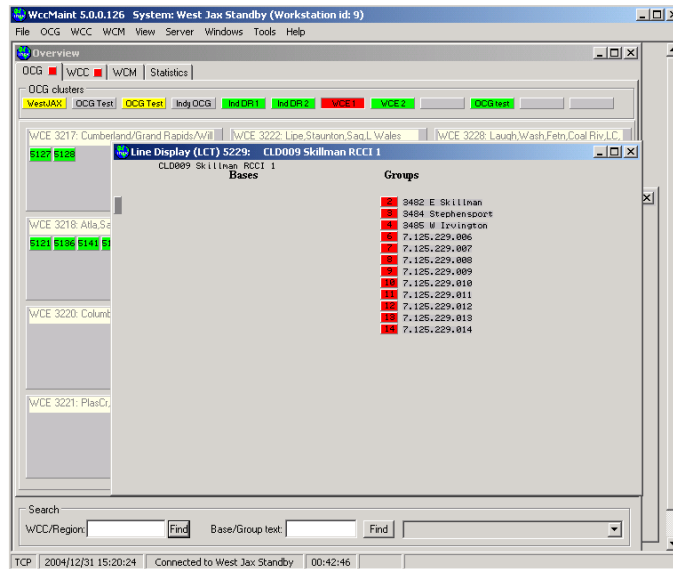 WccMaint 5.0.0.126 System: West Jax Standby (Workstation id: 9)
File OCG WCC WCM View Server Windows Tools Help
Overview
OCG WCC WCM Statistics
OCG clusters
WestJAX OCG Test OCG Test Indy OCG Ind DR1 Ind DR 2 WCE 1 WCE 2 OCG test
WCE 3217: Cumberland/Grand Rapids/Will WCE 3222: Lipe,Staunton,Sag,L Wales WCE 3228: Laugh,Wash,Fetn,Coal Riv,LC,
5127 5128
Line Display (LCT) 5229: CLD009 Skillman RCCI 1
CLD009 Skillman RCCI 1
Bases Groups
2 3482 E Skillman
3 3484 Stephensport
4 3485 W Irvington
6 7.125.229.006
7 7.125.229.007
8 7.125.229.008
9 7.125.229.009
10 7.125.229.010
11 7.125.229.011
12 7.125.229.012
13 7.125.229.013
14 7.125.229.014
WCE 3218: Atla,Sa
5121 5136 5141 51
WCE 3220: Columb
WCE 3221: PlasCr,
Search
WCC/Region: Find Base/Group text: Find
TCP 2004/12/31 15:20:24 Connected to West Jax Standby 00:42:46